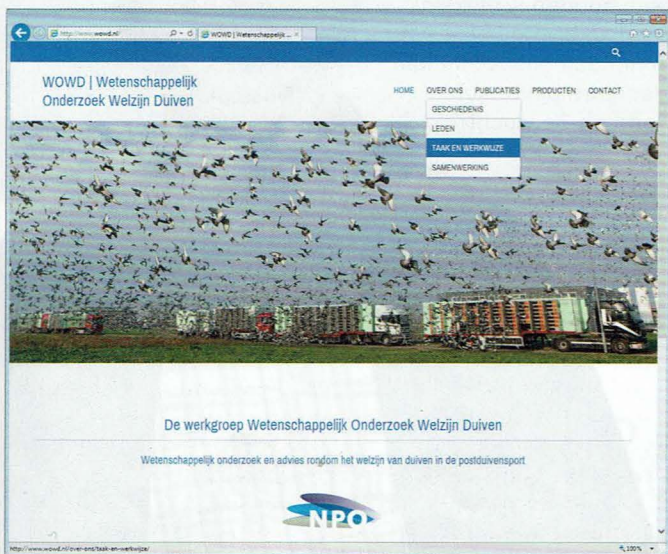 http://www.wowd.nl/
WOWD | Wetenschappelijk ...
WOWD | Wetenschappelijk
Onderzoek Welzijn Duiven
HOME OVER ONS PUBLICATIES PRODUCTEN CONTACT
GESCHIEDENIS
LEDEN
TAAK EN WERKWIJZE
SAMENWERKING
De werkgroep Wetenschappelijk Onderzoek Welzijn Duiven
Wetenschappelijk onderzoek en advies rondom het welzijn van duiven in de postduivensport
NPO
http://www.wowd.nl/over-ons/taak-en-werkwijze/
100%